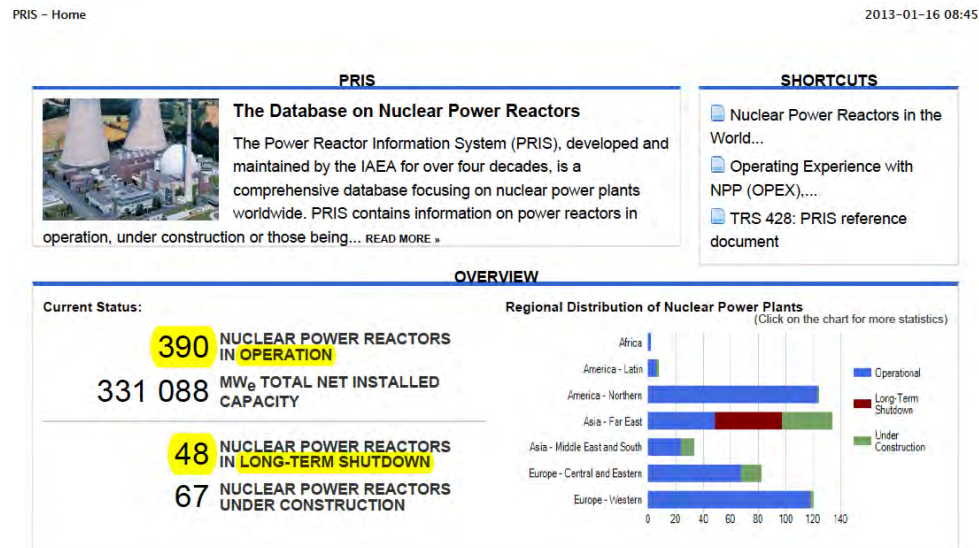 PRIS - Home
2013-01-16 08:45
PRIS
The Database on Nuclear Power Reactors
The Power Reactor Information System (PRIS), developed and
maintained by the IAEA for over four decades, is a
comprehensive database focusing on nuclear power plants
worldwide. PRIS contains information on power reactors in
operation, under construction or those being... READ MORE »
SHORTCUTS
Nuclear Power Reactors in the
World...
Operating Experience with
NPP (OPEX),...
TRS 428: PRIS reference
document
OVERVIEW
Current Status:
390 NUCLEAR POWER REACTORS
IN OPERATION
331 088 MWe TOTAL NET INSTALLED
CAPACITY
48 NUCLEAR POWER REACTORS
IN LONG-TERM SHUTDOWN
67 NUCLEAR POWER REACTORS
UNDER CONSTRUCTION
Regional Distribution of Nuclear Power Plants
(Click on the chart for more statistics)
Africa
America - Latin
America - Northern
Asia - Far East
Asia - Middle East and South
Europe - Central and Eastern
Europe - Western
0 20 40 60 80 100 120 140
Operational
Long-Term
Shutdown
Under
Construction